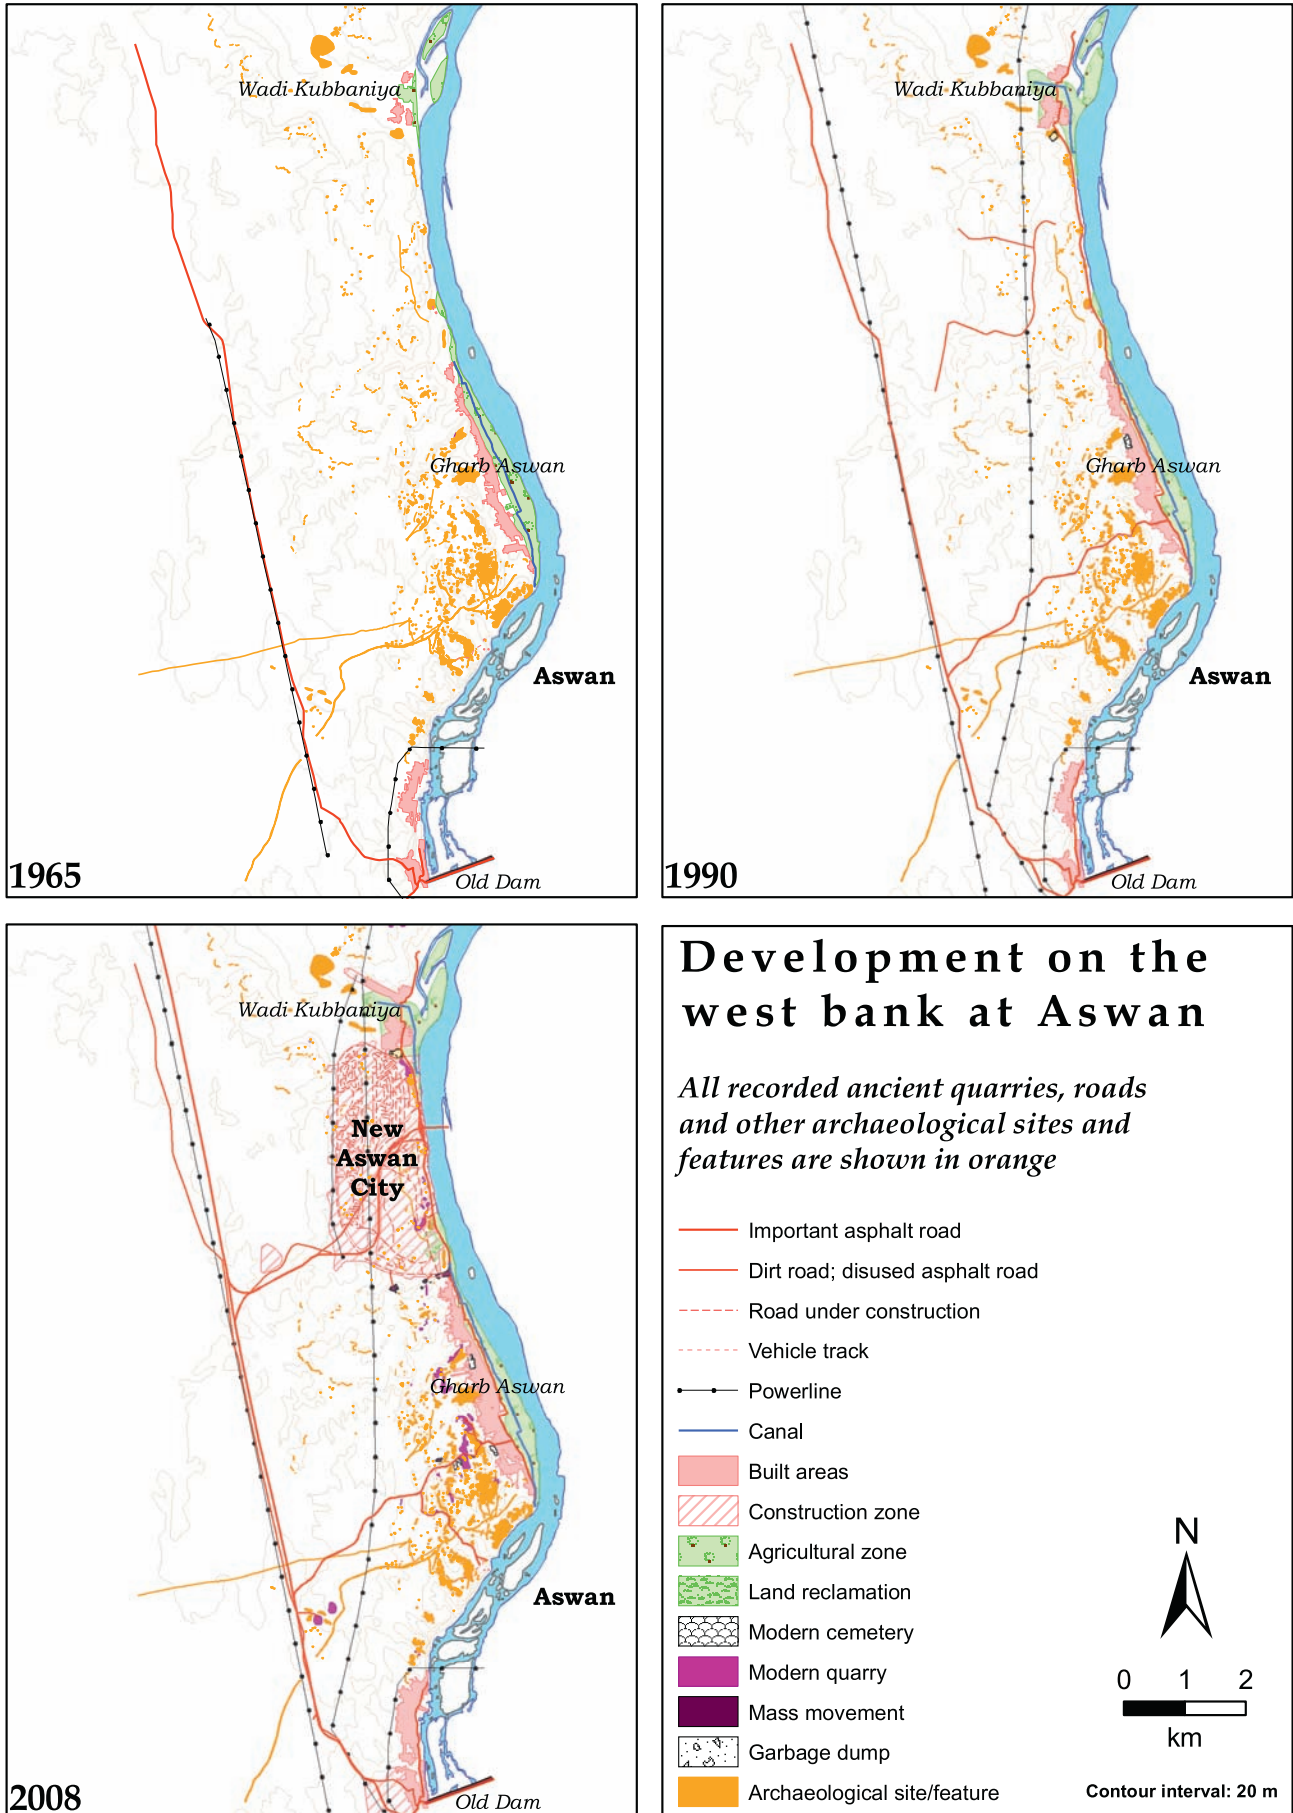 Wadi Kubbaniya
Gharb Aswan
Aswan
Old Dam
1965
Wadi Kubbaniya
Gharb Aswan
Aswan
Old Dam
1990
Wadi Kubbaniya
New
Aswan
City
Gharb Aswan
Aswan
Old Dam
2008
Development on the
west bank at Aswan
All recorded ancient quarries, roads
and other archaeological sites and
features are shown in orange
Important asphalt road
Dirt road; disused asphalt road
Road under construction
Vehicle track
Powerline
Canal
Built areas
Construction zone
Agricultural zone
Land reclamation
Modern cemetery
Modern quarry
Mass movement
Garbage dump
Archaeological site/feature
N
0 1 2
km
Contour interval: 20 m